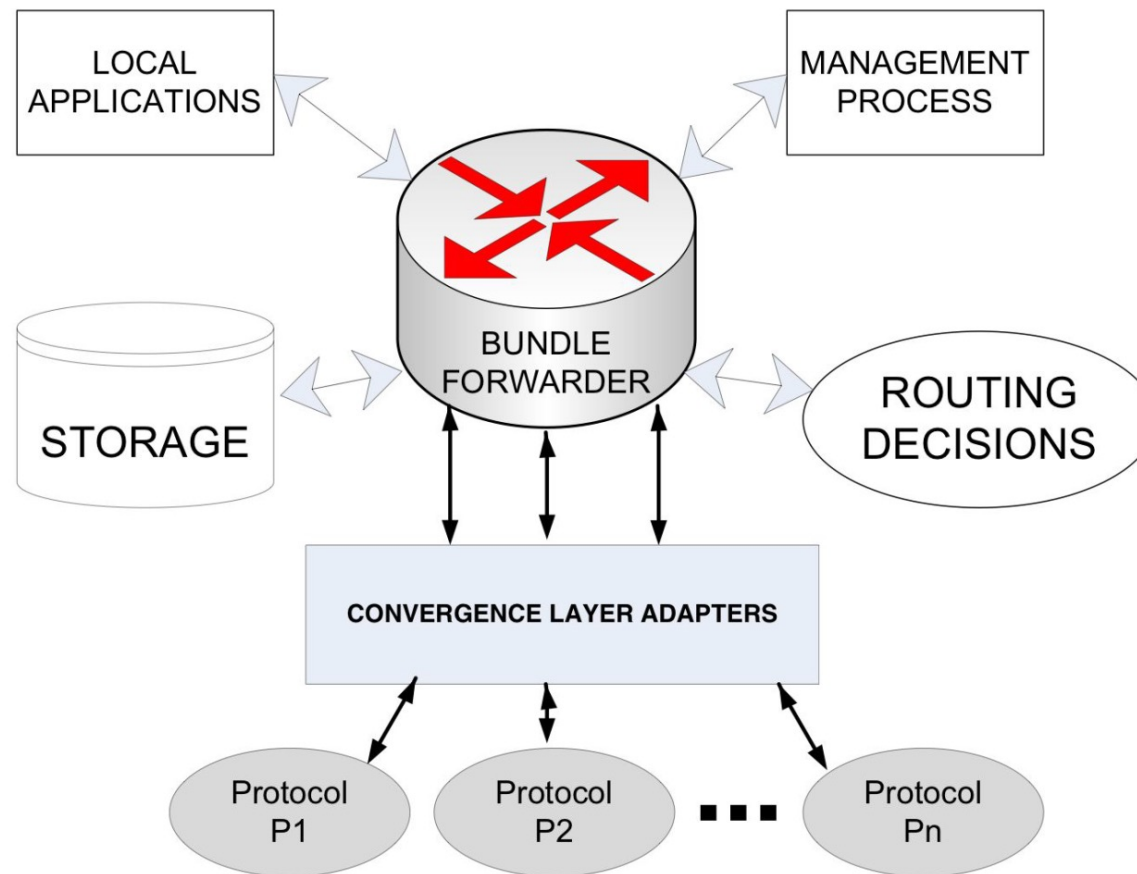 LOCAL
APPLICATIONS
MANAGEMENT
PROCESS
BUNDLE
FORWARDER
STORAGE
ROUTING
DECISIONS
CONVERGENCE LAYER ADAPTERS
Protocol
P1
Protocol
P2
Protocol
Pn